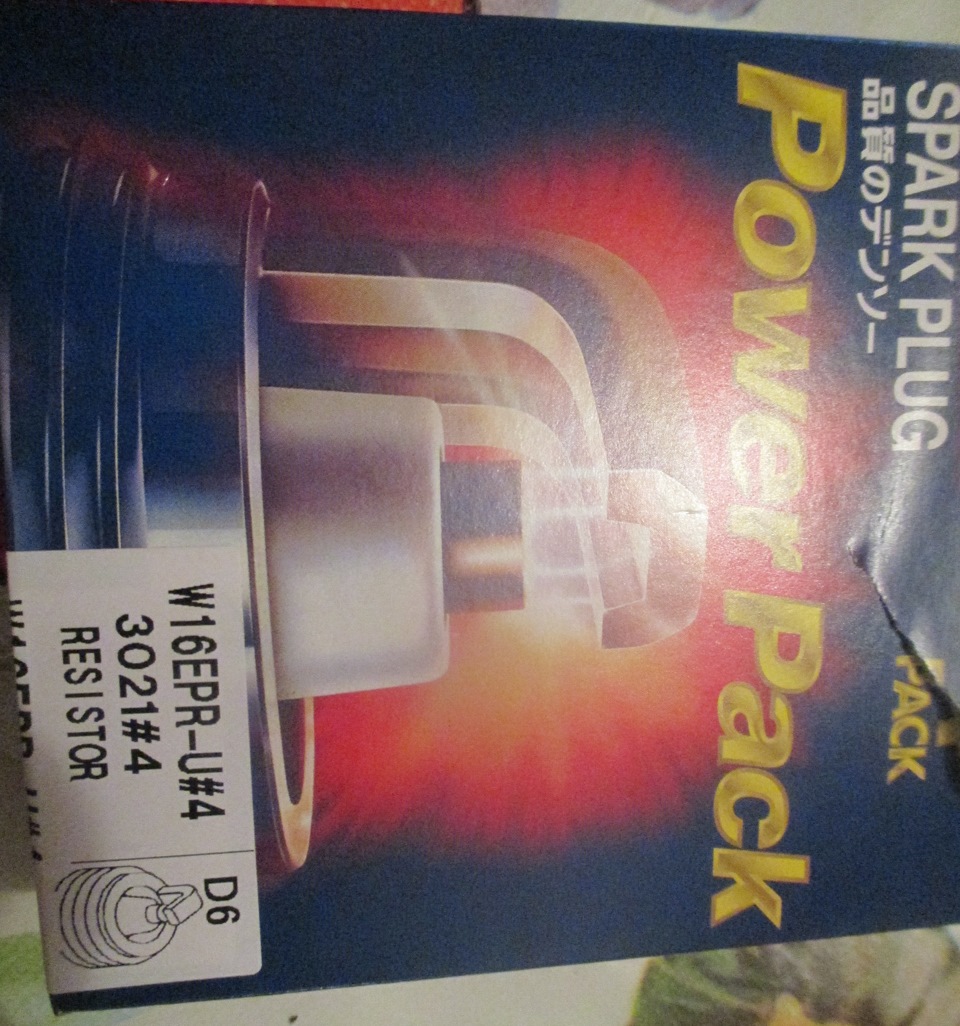 SPARK PLUG
品質のデンソー
PACK
Power Pack
W16EPR-U#4
3021#4
RESISTOR
D6